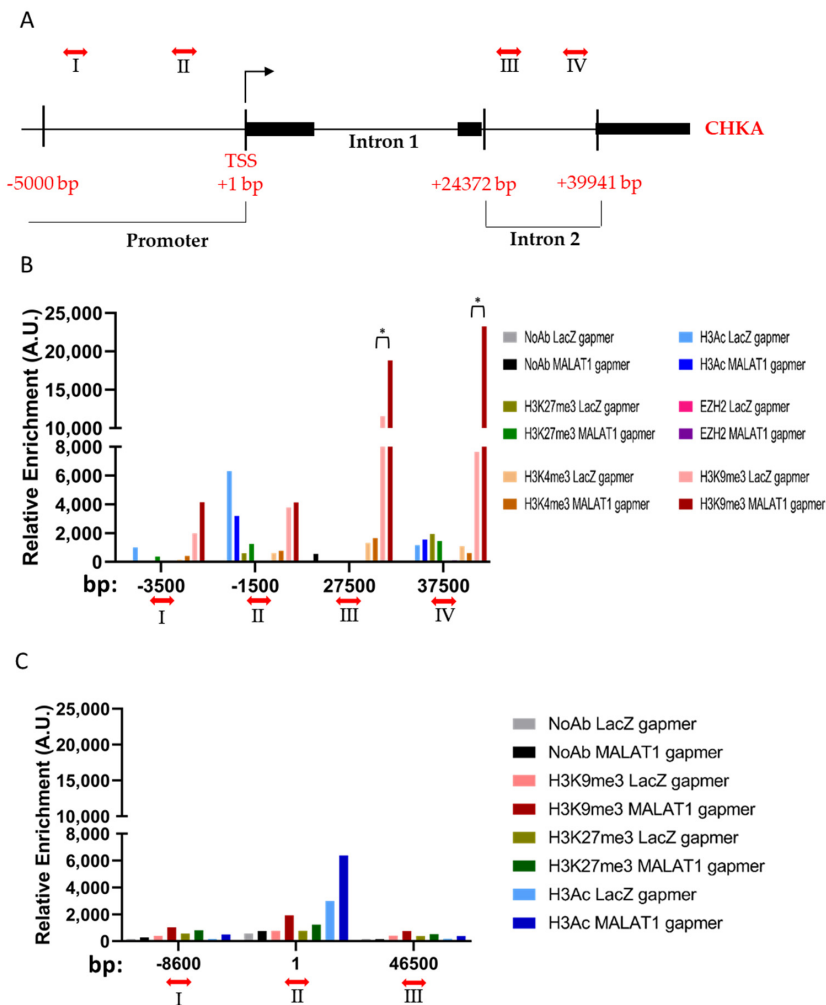 A
I II III IV
Intron 1
CHKA
TSS
-5000 bp +1 bp +24372 bp +39941 bp
Promoter Intron 2
B
Relative Enrichment (A.U.)
25,000
20,000
15,000
10,000
8,000
6,000
4,000
2,000
0
* *
NoAb LacZ gapmer
NoAb MALAT1 gapmer
H3K27me3 LacZ gapmer
H3K27me3 MALAT1 gapmer
H3K4me3 LacZ gapmer
H3K4me3 MALAT1 gapmer
H3Ac LacZ gapmer
H3Ac MALAT1 gapmer
EZH2 LacZ gapmer
EZH2 MALAT1 gapmer
H3K9me3 LacZ gapmer
H3K9me3 MALAT1 gapmer
bp: -3500 -1500 27500 37500
I II III IV
C
Relative Enrichment (A.U.)
25,000
20,000
15,000
10,000
8,000
6,000
4,000
2,000
0
NoAb LacZ gapmer
NoAb MALAT1 gapmer
H3K9me3 LacZ gapmer
H3K9me3 MALAT1 gapmer
H3K27me3 LacZ gapmer
H3K27me3 MALAT1 gapmer
H3Ac LacZ gapmer
H3Ac MALAT1 gapmer
bp: -8600 1 46500
I II III